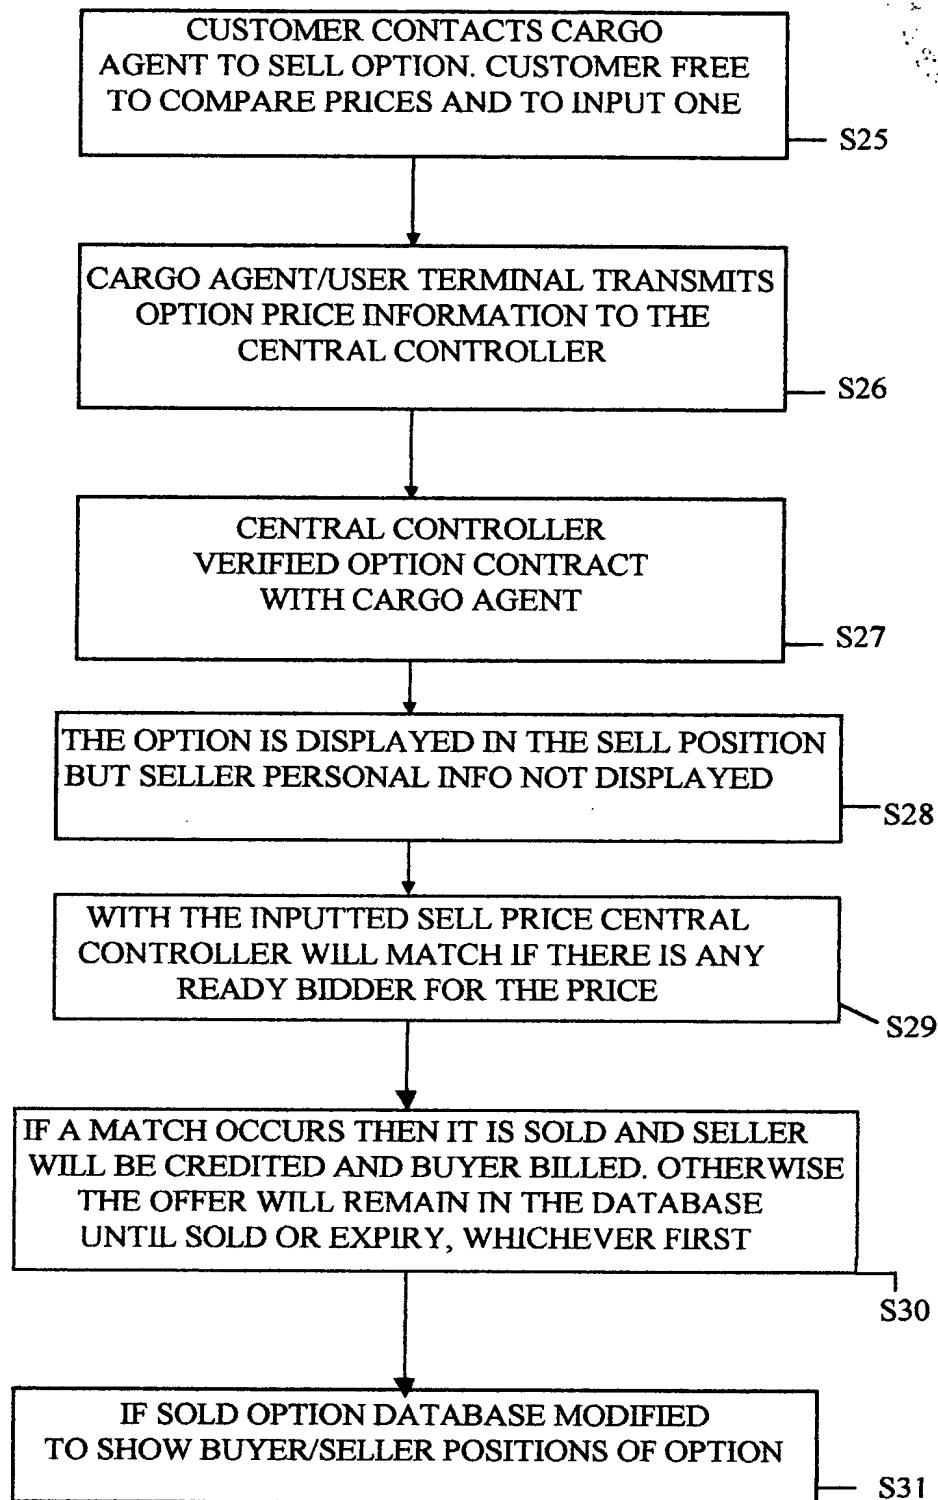 CUSTOMER CONTACTS CARGO
AGENT TO SELL OPTION. CUSTOMER FREE
TO COMPARE PRICES AND TO INPUT ONE
S25
CARGO AGENT/USER TERMINAL TRANSMITS
OPTION PRICE INFORMATION TO THE
CENTRAL CONTROLLER
S26
CENTRAL CONTROLLER
VERIFIED OPTION CONTRACT
WITH CARGO AGENT
S27
THE OPTION IS DISPLAYED IN THE SELL POSITION
BUT SELLER PERSONAL INFO NOT DISPLAYED
S28
WITH THE INPUTTED SELL PRICE CENTRAL
CONTROLLER WILL MATCH IF THERE IS ANY
READY BIDDER FOR THE PRICE
S29
IF A MATCH OCCURS THEN IT IS SOLD AND SELLER
WILL BE CREDITED AND BUYER BILLED. OTHERWISE
THE OFFER WILL REMAIN IN THE DATABASE
UNTIL SOLD OR EXPIRY, WHICHEVER FIRST
S30
IF SOLD OPTION DATABASE MODIFIED
TO SHOW BUYER/SELLER POSITIONS OF OPTION
S31